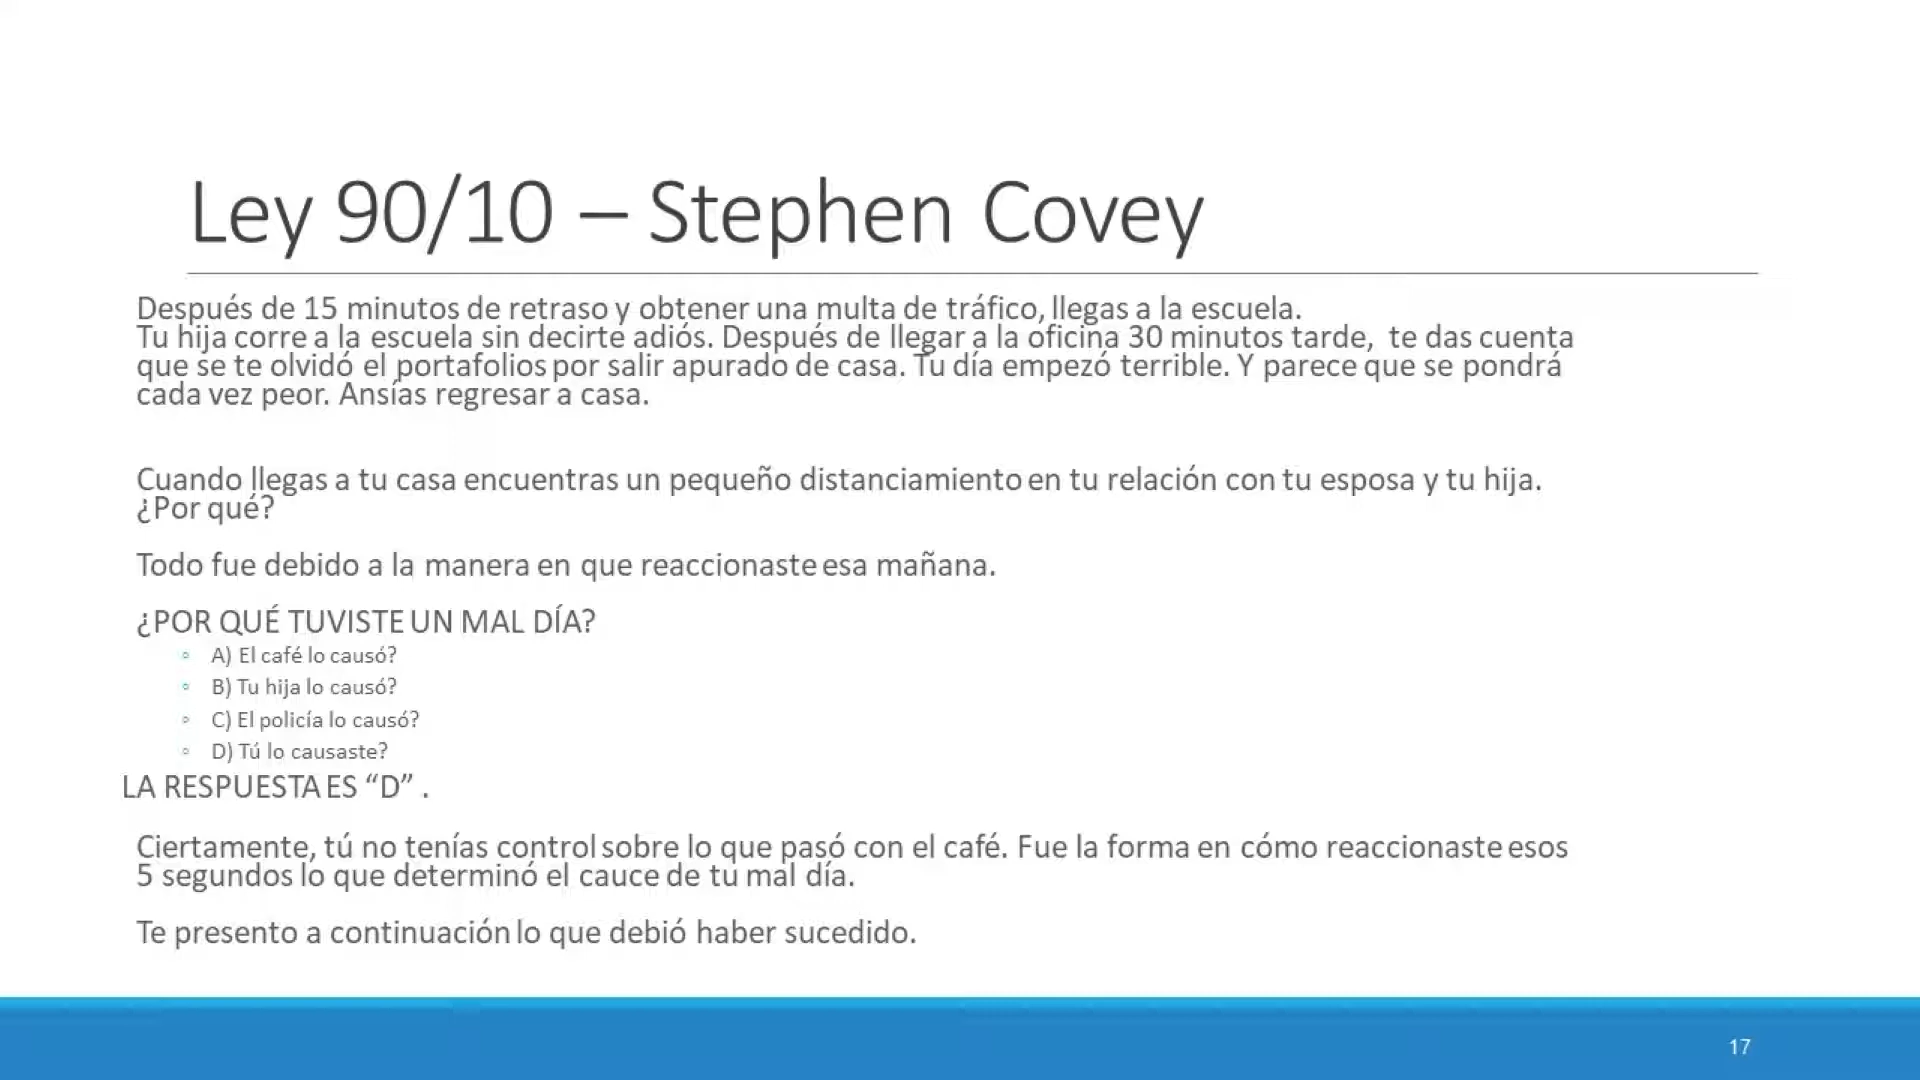 Ley 90/10 – Stephen Covey
Después de 15 minutos de retraso y obtener una multa de tráfico, llegas a la escuela.
Tu hija corre a la escuela sin decirte adiós. Después de llegar a la oficina 30 minutos tarde, te das cuenta
que se te olvidó el portafolios por salir apurado de casa. Tu día empezó terrible. Y parece que se pondrá
cada vez peor. Ansías regresar a casa.
Cuando llegas a tu casa encuentras un pequeño distanciamiento en tu relación con tu esposa y tu hija.
¿Por qué?
Todo fue debido a la manera en que reaccionaste esa mañana.
¿POR QUÉ TUVISTE UN MAL DÍA?
◦ A) El café lo causó?
◦ B) Tu hija lo causó?
◦ C) El policía lo causó?
◦ D) Tú lo causaste?
LA RESPUESTA ES “D” .
Ciertamente, tú no tenías control sobre lo que pasó con el café. Fue la forma en cómo reaccionaste esos
5 segundos lo que determinó el cauce de tu mal día.
Te presento a continuación lo que debió haber sucedido.
17